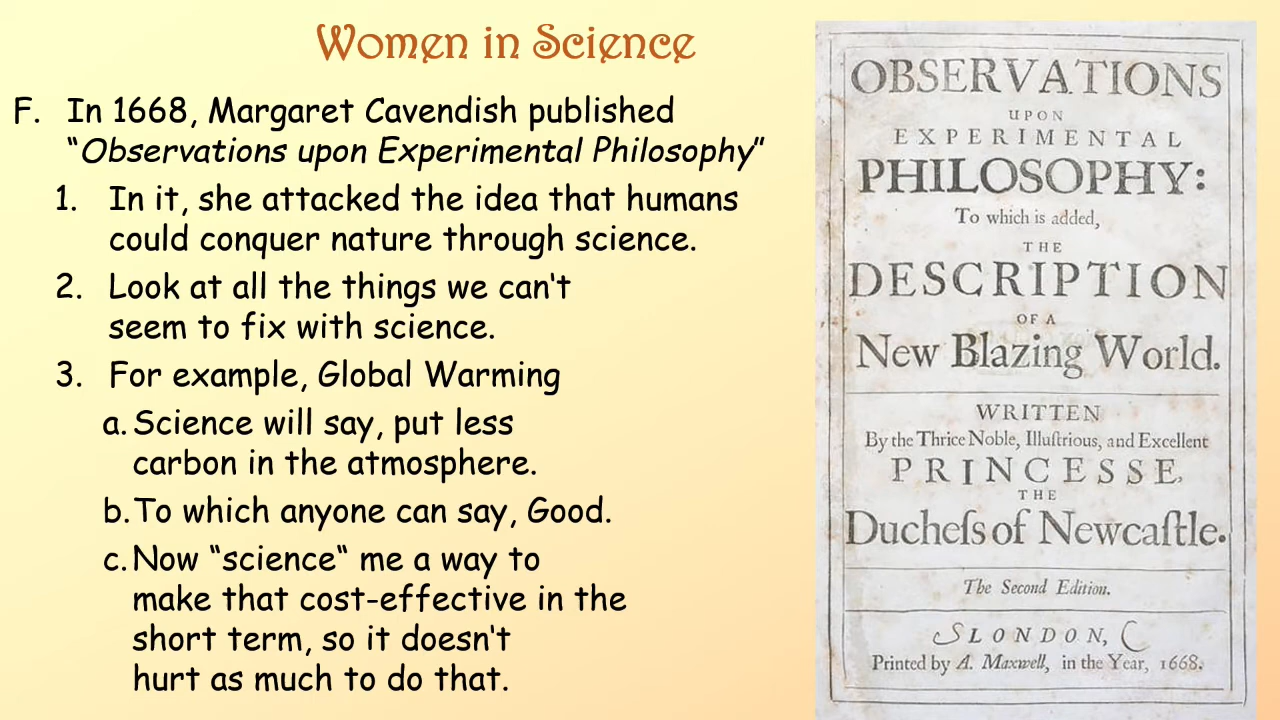 Women in Science
F. In 1668, Margaret Cavendish published
“Observations upon Experimental Philosophy”
1. In it, she attacked the idea that humans
could conquer nature through science.
2. Look at all the things we can't
seem to fix with science.
3. For example, Global Warming
a. Science will say, put less
carbon in the atmosphere.
b. To which anyone can say, Good.
c. Now “science“ me a way to
make that cost-effective in the
short term, so it doesn't
hurt as much to do that.
OBSERVATIONS
UPON
EXPERIMENTAL
PHILOSOPHY:
To which is added,
THE
DESCRIPTION
OF A
New Blazing World.
WRITTEN
By the Thrice Noble, Illuſtrious, and Excellent
PRINCESSE,
THE
Ducheſs of Newcaſtle.
The Second Edition.
LONDON,
Printed by A. Maxwell, in the Year, 1668.